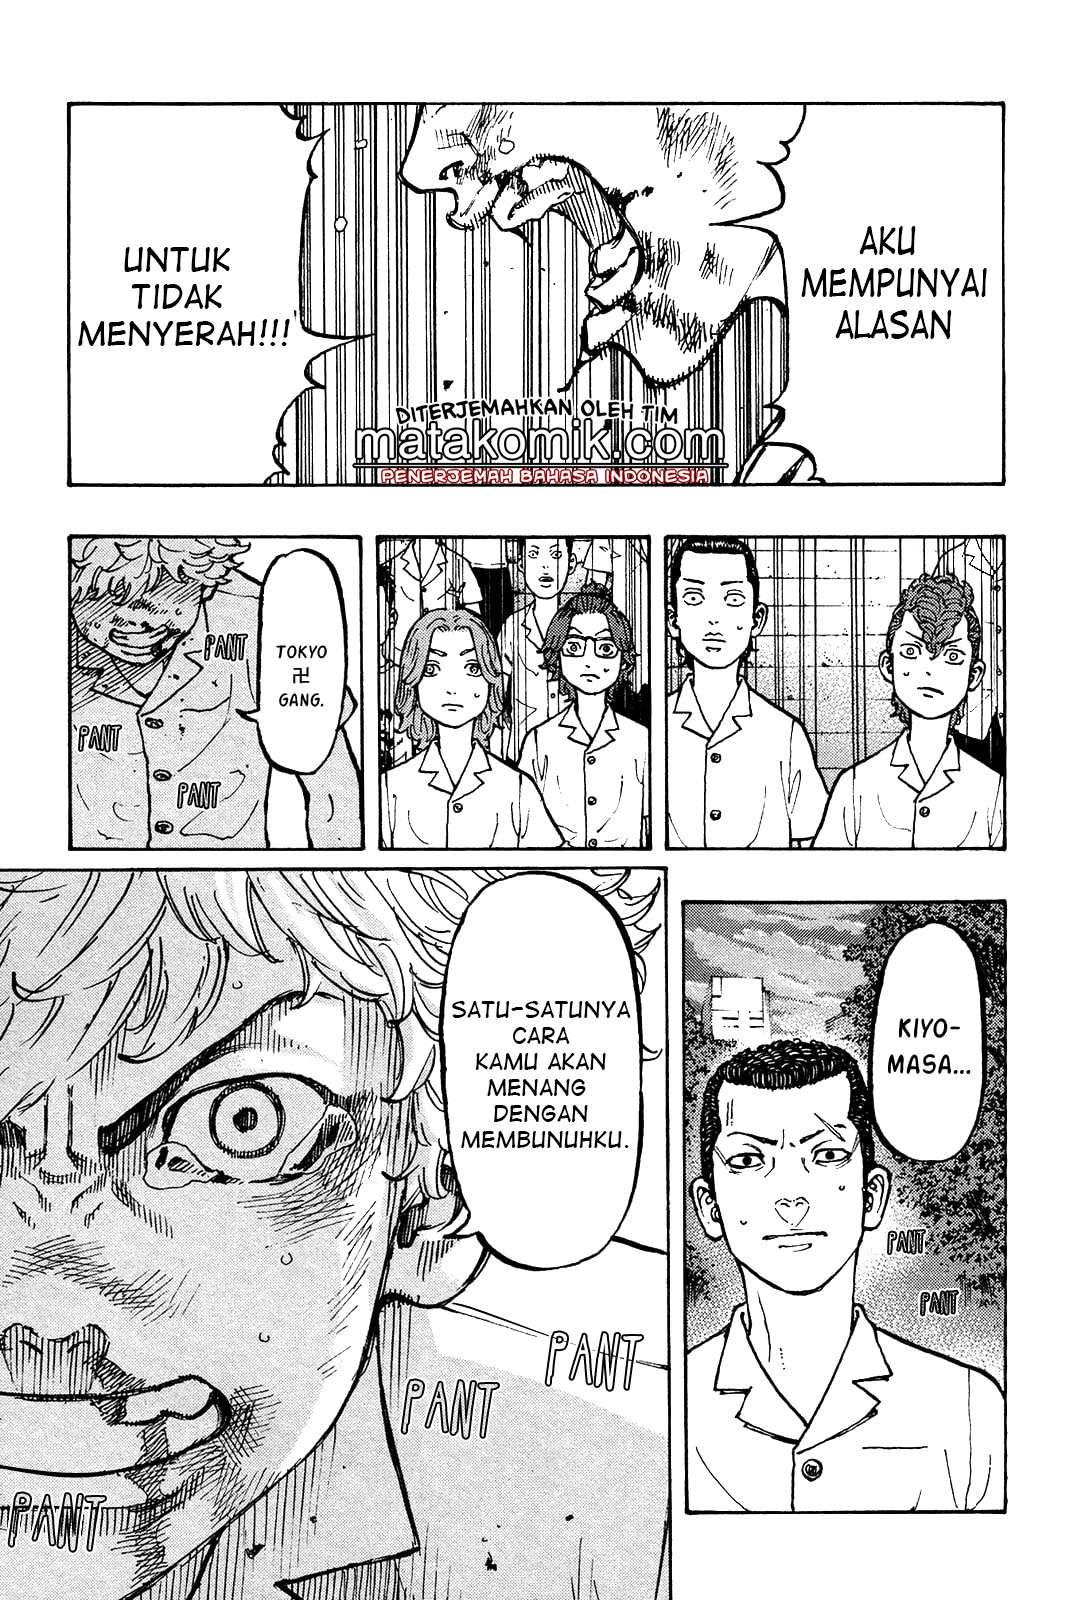 AKU
MEMPUNYAI
ALASAN
UNTUK
TIDAK
MENYERAH!!!
DITERJEMAHKAN OLEH TIM
matakomik.com
PENERJEMAH BAHASA INDONESIA
TOKYO
卍
GANG.
PANT
PANT
PANT
KIYO-
MASA...
PANT
PANT
SATU-SATUNYA
CARA
KAMU AKAN
MENANG
DENGAN
MEMBUNUHKU.
PANT
PANT
PANT